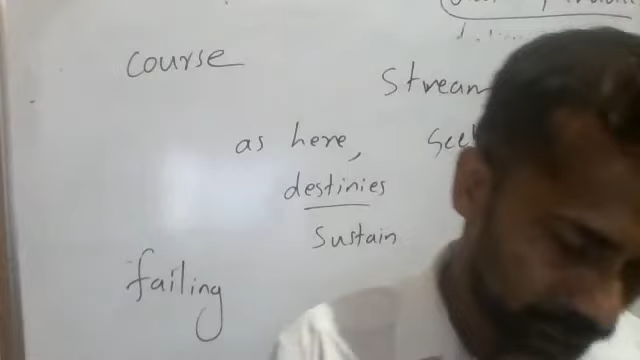 course
Stream
as here,
destinies
Sustain
failing